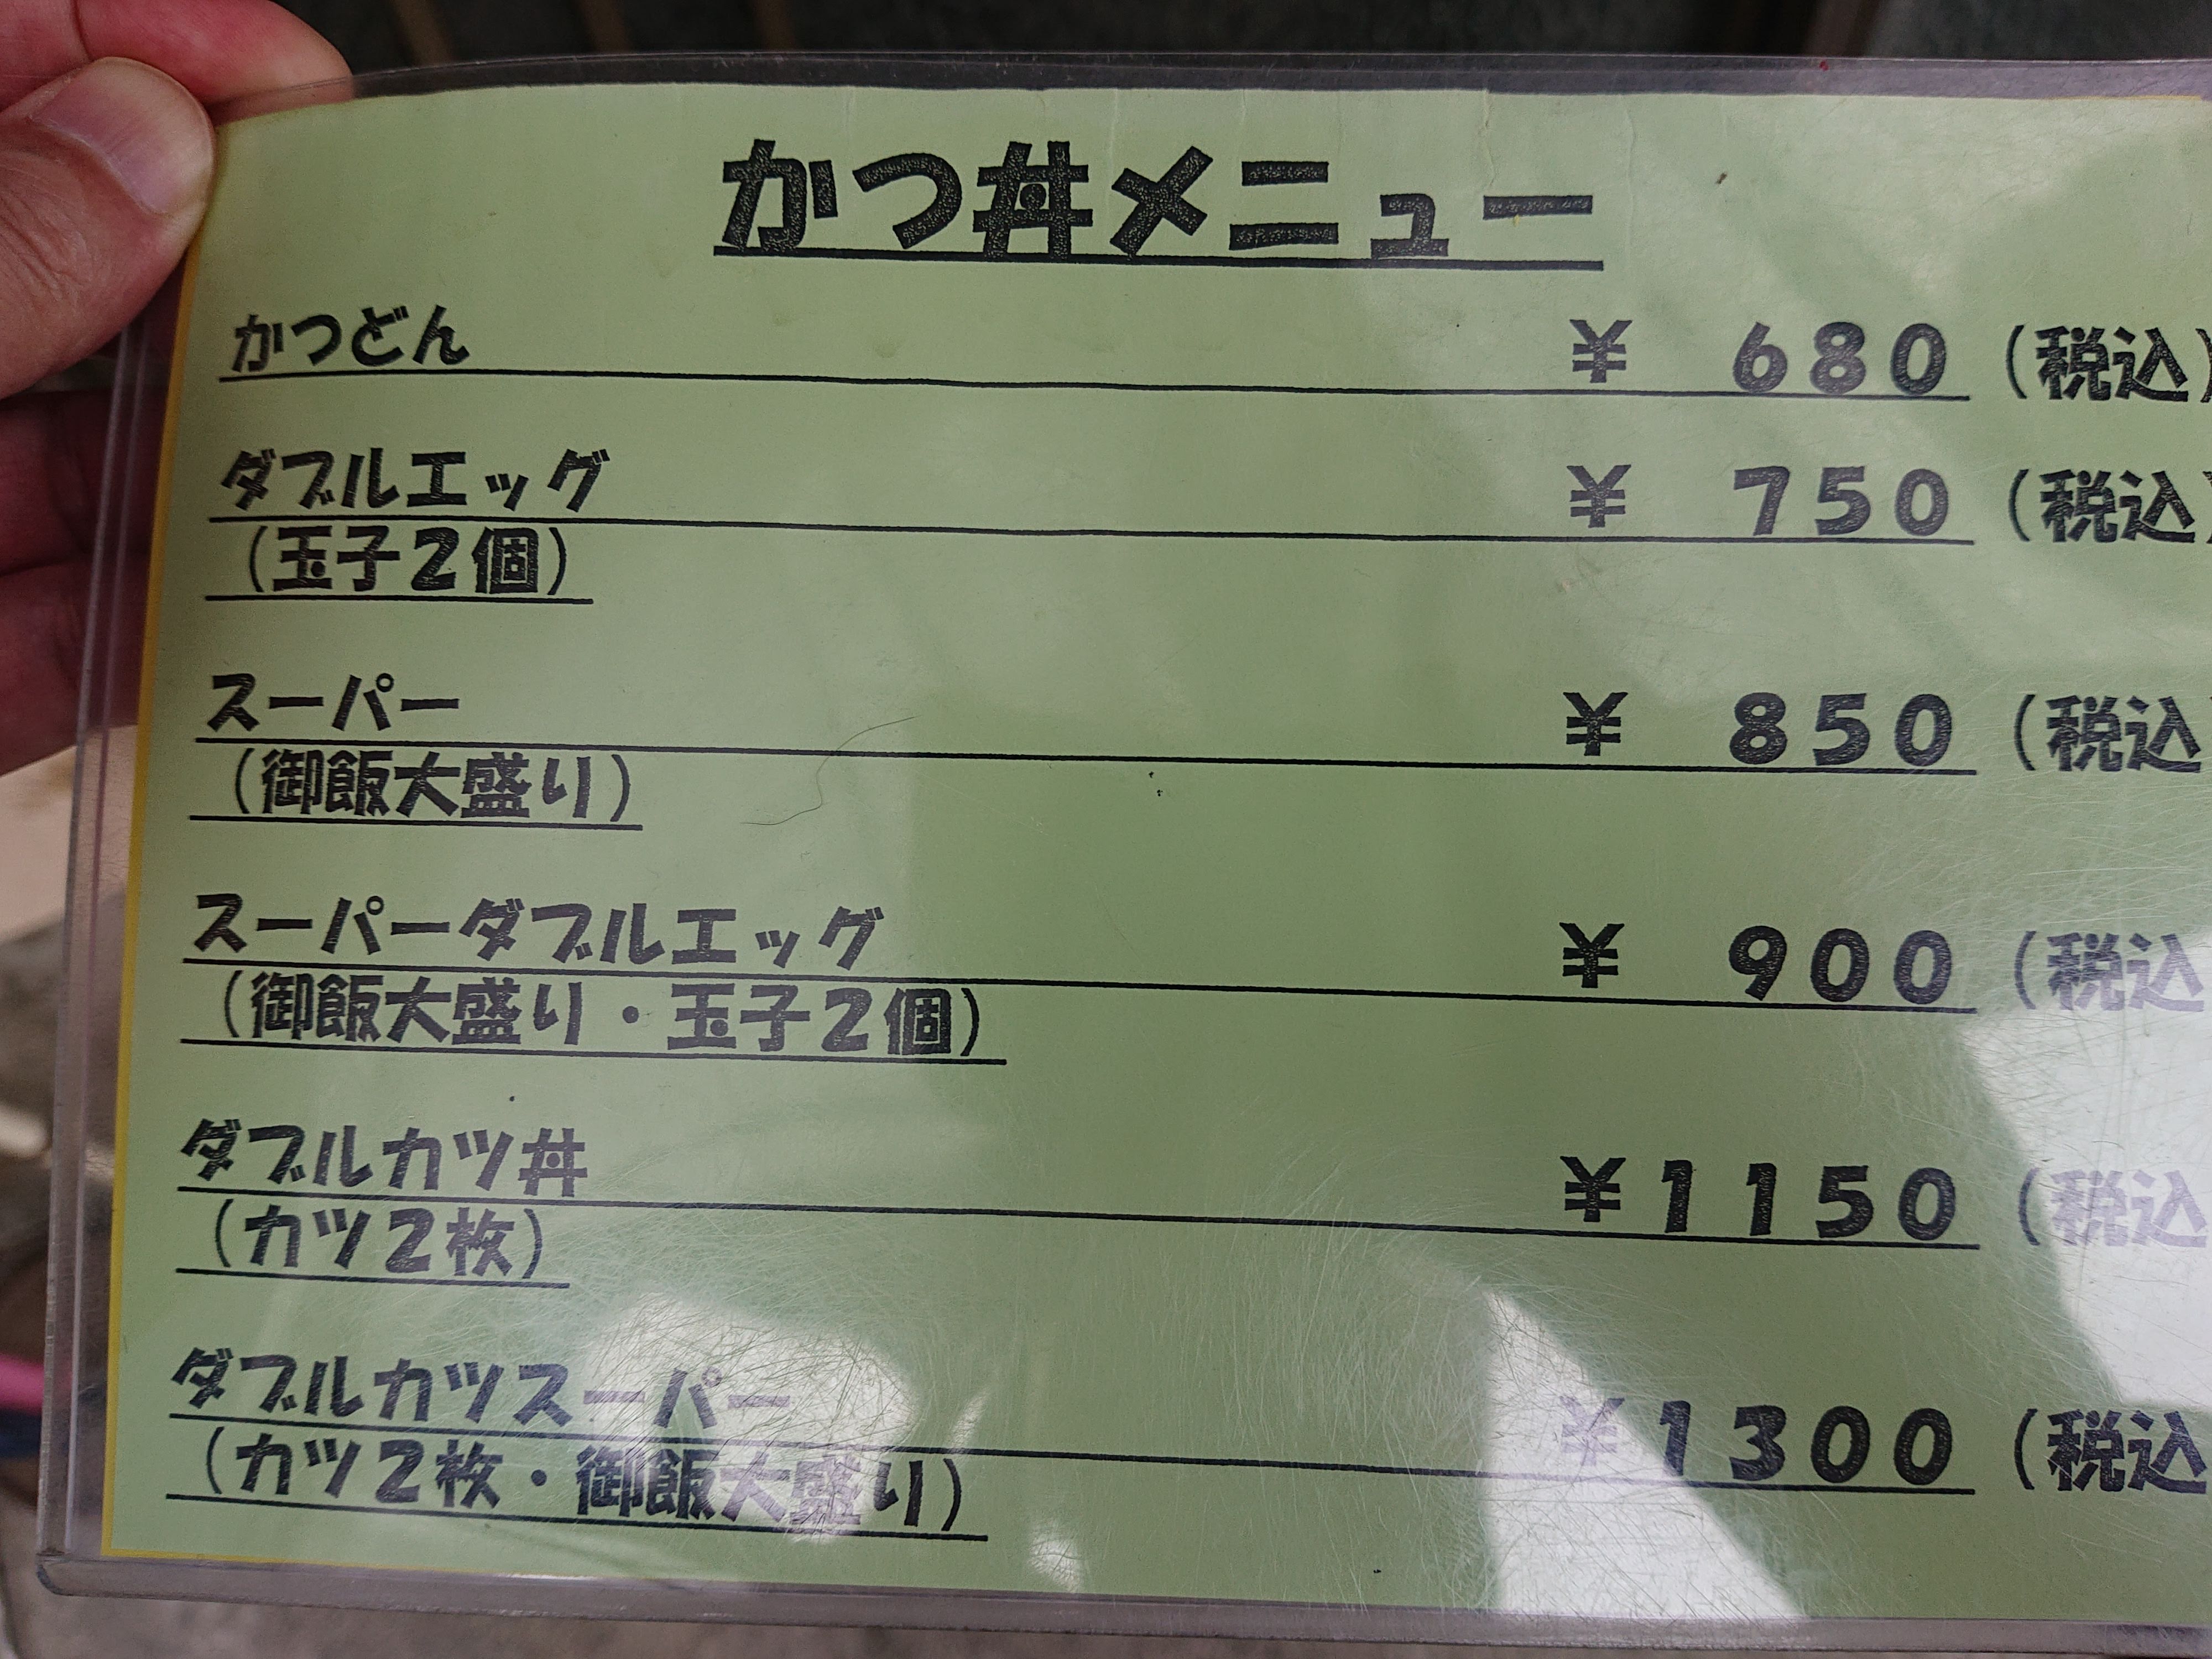 かつ丼メニュー
かつどん ¥ 680 (税込)
ダブルエッグ ¥ 750 (税込)
(玉子2個)
スーパー ¥ 850 (税込
(御飯大盛り)
スーパーダブルエッグ ¥ 900 (税込
(御飯大盛り・玉子2個)
ダブルカツ丼 ¥1150 (税込
(カツ2枚)
ダブルカツスーパー ¥1300 (税込
(カツ2枚・御飯大盛り)